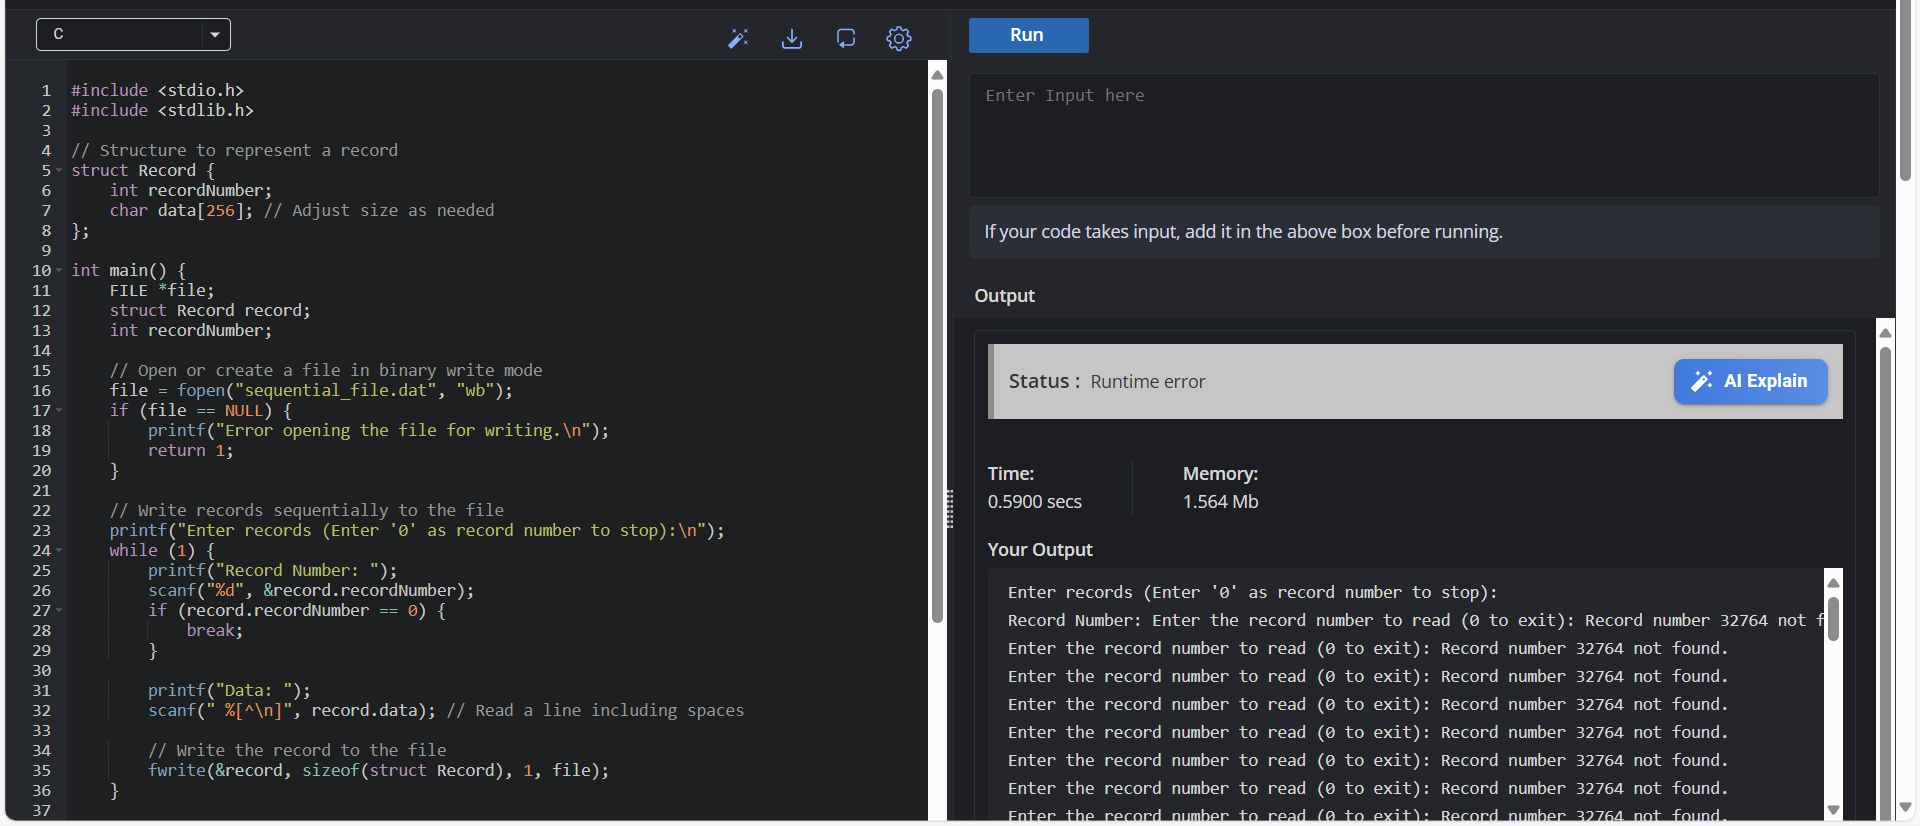 C
1 #include <stdio.h>
2 #include <stdlib.h>
3
4 // Structure to represent a record
5 struct Record {
6     int recordNumber;
7     char data[256]; // Adjust size as needed
8 };
9
10 int main() {
11     FILE *file;
12     struct Record record;
13     int recordNumber;
14
15     // Open or create a file in binary write mode
16     file = fopen("sequential_file.dat", "wb");
17     if (file == NULL) {
18         printf("Error opening the file for writing.\n");
19         return 1;
20     }
21
22     // Write records sequentially to the file
23     printf("Enter records (Enter '0' as record number to stop):\n");
24     while (1) {
25         printf("Record Number: ");
26         scanf("%d", &record.recordNumber);
27         if (record.recordNumber == 0) {
28             break;
29         }
30
31         printf("Data: ");
32         scanf(" %[^\n]", record.data); // Read a line including spaces
33
34         // Write the record to the file
35         fwrite(&record, sizeof(struct Record), 1, file);
36     }
37
Run
Enter Input here
If your code takes input, add it in the above box before running.
Output
Status : Runtime error
AI Explain
Time:
0.5900 secs
Memory:
1.564 Mb
Your Output
Enter records (Enter '0' as record number to stop):
Record Number: Enter the record number to read (0 to exit): Record number 32764 not f
Enter the record number to read (0 to exit): Record number 32764 not found.
Enter the record number to read (0 to exit): Record number 32764 not found.
Enter the record number to read (0 to exit): Record number 32764 not found.
Enter the record number to read (0 to exit): Record number 32764 not found.
Enter the record number to read (0 to exit): Record number 32764 not found.
Enter the record number to read (0 to exit): Record number 32764 not found.
Enter the record number to read (0 to exit): Record number 32764 not found.